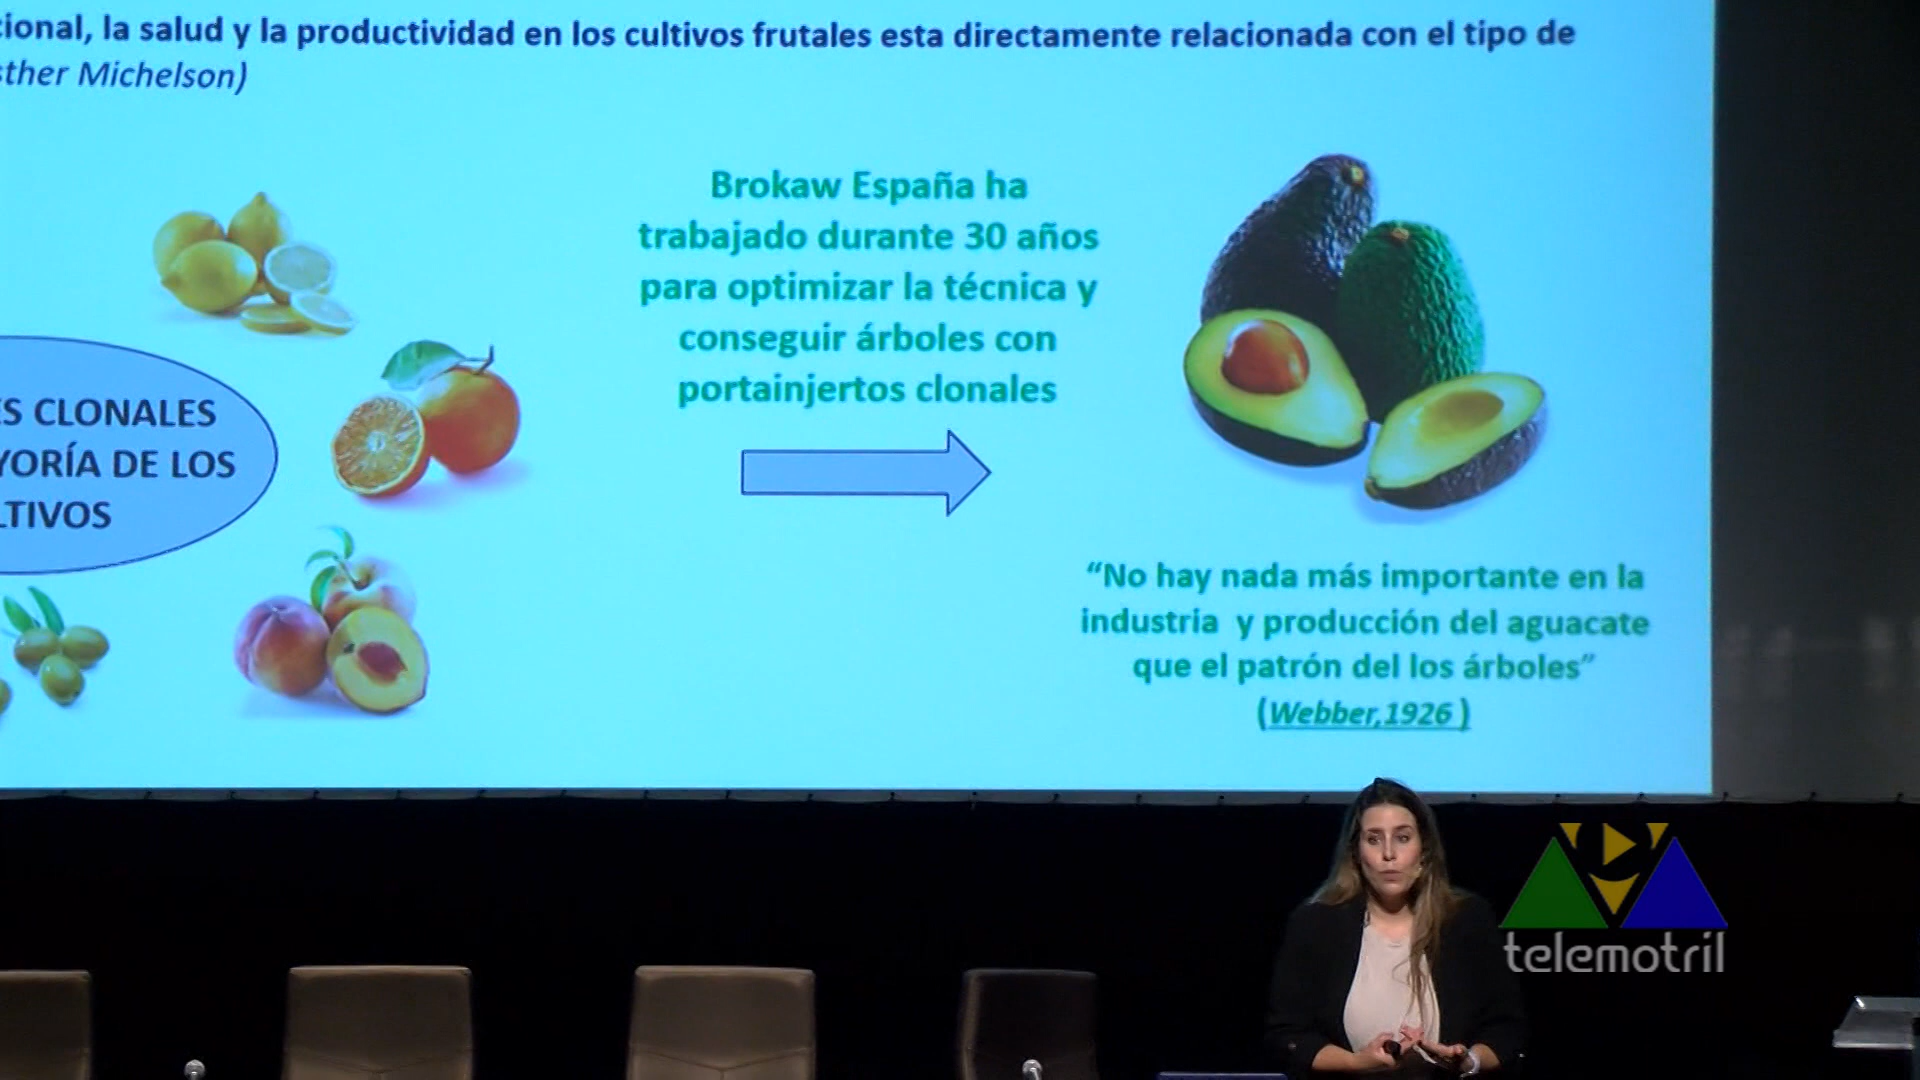 cional, la salud y la productividad en los cultivos frutales esta directamente relacionada con el tipo de
sther Michelson)
Brokaw España ha
trabajado durante 30 años
para optimizar la técnica y
conseguir árboles con
portainjertos clonales
ES CLONALES
YORÍA DE LOS
LTIVOS
“No hay nada más importante en la
industria y producción del aguacate
que el patrón del los árboles”
(Webber,1926 )
telemotril